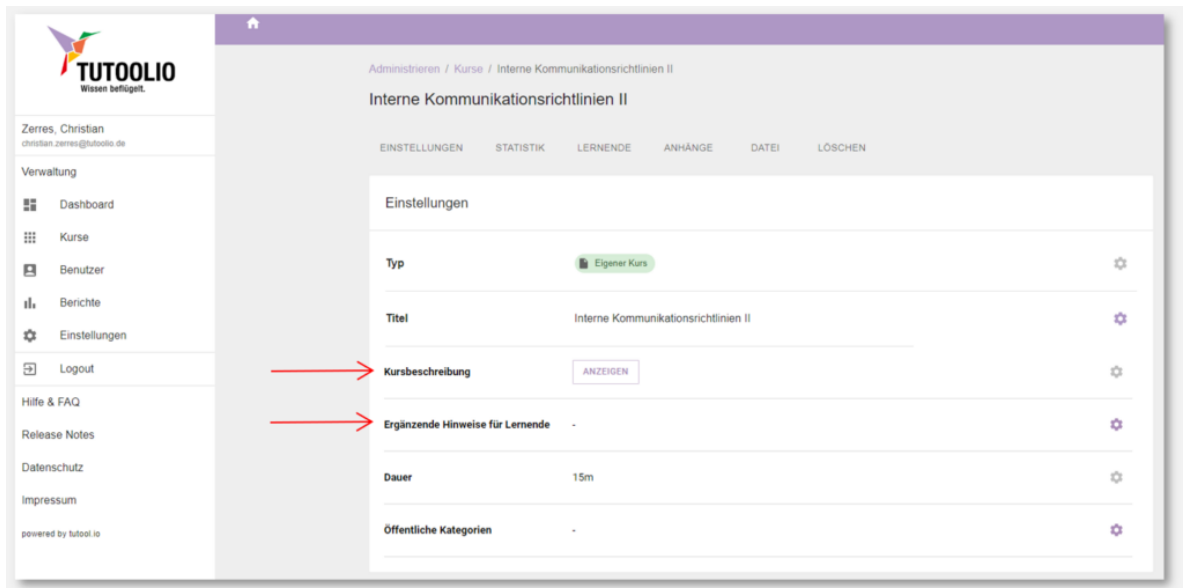 TUTOOLIO
Wissen beflügelt.
Zerres, Christian
christian.zerres@tutoolio.de
Verwaltung
Dashboard
Kurse
Benutzer
Berichte
Einstellungen
Logout
Hilfe & FAQ
Release Notes
Datenschutz
Impressum
powered by tutool.io
Administrieren / Kurse / Interne Kommunikationsrichtlinien II
Interne Kommunikationsrichtlinien II
EINSTELLUNGEN STATISTIK LERNENDE ANHÄNGE DATEI LÖSCHEN
Einstellungen
Typ Eigener Kurs
Titel Interne Kommunikationsrichtlinien II
Kursbeschreibung ANZEIGEN
Ergänzende Hinweise für Lernende -
Dauer 15m
Öffentliche Kategorien -